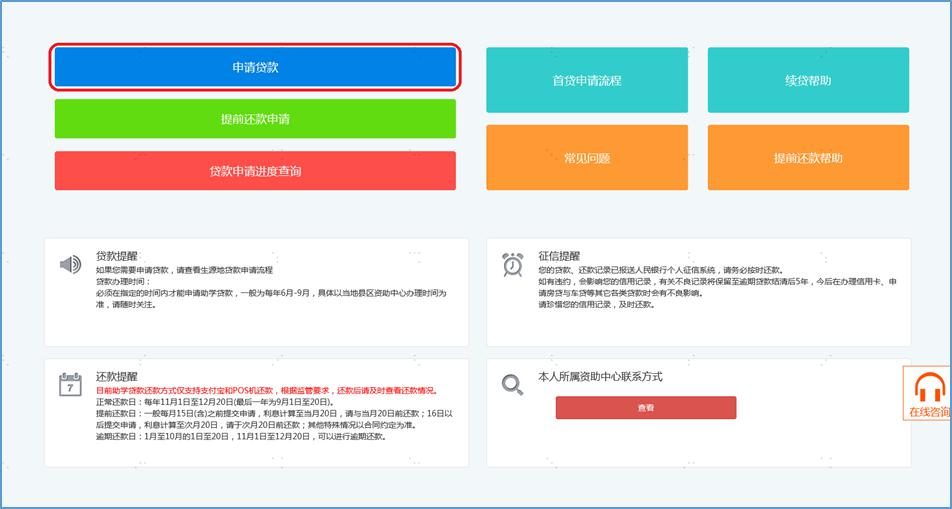 申请贷款
提前还款申请
贷款申请进度查询
首贷申请流程
续贷帮助
常见问题
提前还款帮助
贷款提醒
如果您需要申请贷款，请查看生源地贷款申请流程
贷款办理时间：
必须在指定的时间内才能申请助学贷款，一般为每年6月-9月，具体以当地县区资助中心办理时间为
准，请随时关注。
征信提醒
您的贷款、还款记录已报送人民银行个人征信系统，请务必按时还款。
如有违约，会影响您的信用记录，有关不良记录将保留至逾期贷款结清后5年，今后在办理信用卡、申
请房贷与车贷等其它各类贷款时会有不良影响。
请珍惜您的信用记录，及时还款。
7
还款提醒
目前助学贷款还款方式仅支持支付宝和POS机还款，根据监管要求，还款后请及时查看还款情况。
正常还款日：每年11月1日至12月20日(最后一年为9月1日至20日)。
提前还款日：一般每月15日(含)之前提交申请，利息计算至当月20日，请与当月20日前还款；16日以
后提交申请，利息计算至次月20日，请于次月20日前还款；其他特殊情况以合同约定为准。
逾期还款日：1月至10月的1日至20日，11月1日至12月20日，可以进行逾期还款。
本人所属资助中心联系方式
查看
在线咨询